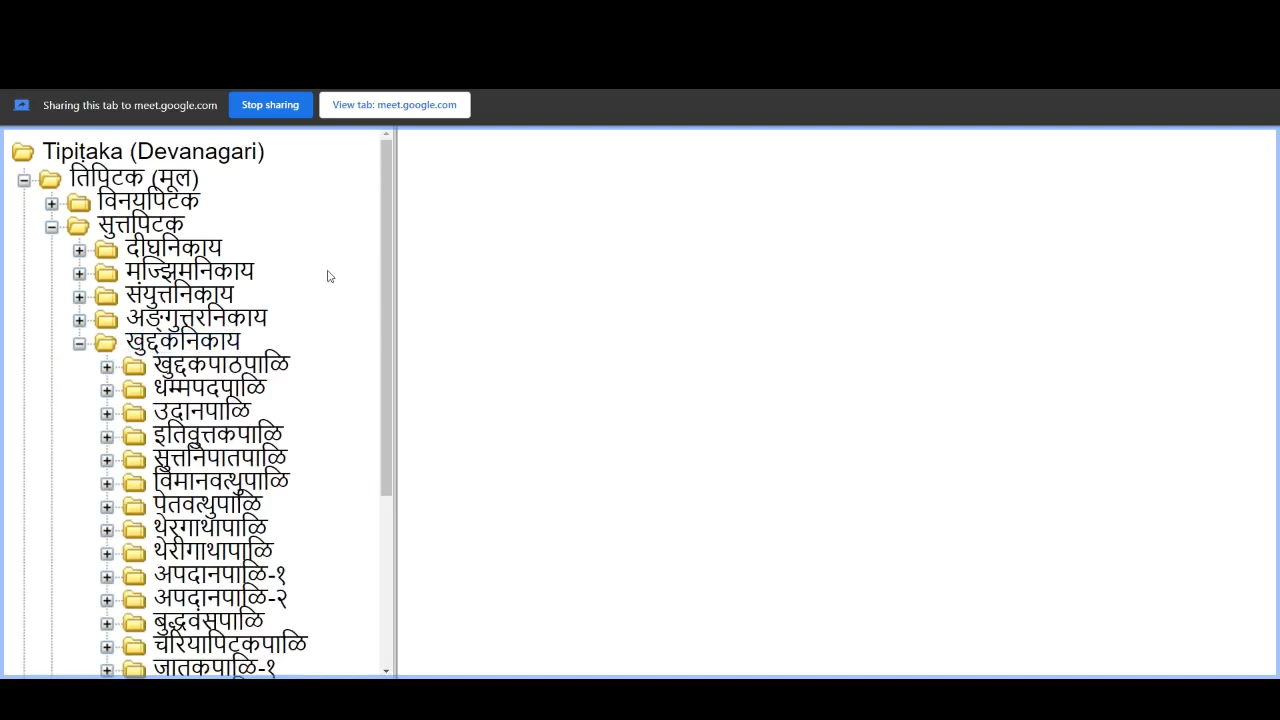 Sharing this tab to meet.google.com Stop sharing View tab: meet.google.com
Tipiṭaka (Devanagari)
तिपिटक (मूल)
विनयपिटक
सुत्तपिटक
दीघनिकाय
मज्झिमनिकाय
संयुत्तनिकाय
अङ्गुत्तरनिकाय
खुद्दकनिकाय
खुद्दकपाठपाळि
धम्मपदपाळि
उदानपाळि
इतिवुत्तकपाळि
सुत्तनिपातपाळि
विमानवत्थुपाळि
पेतवत्थुपाळि
थेरगाथापाळि
थेरीगाथापाळि
अपदानपाळि-१
अपदानपाळि-२
बुद्धवंसपाळि
चरियापिटकपाळि
जातकपाळि-१